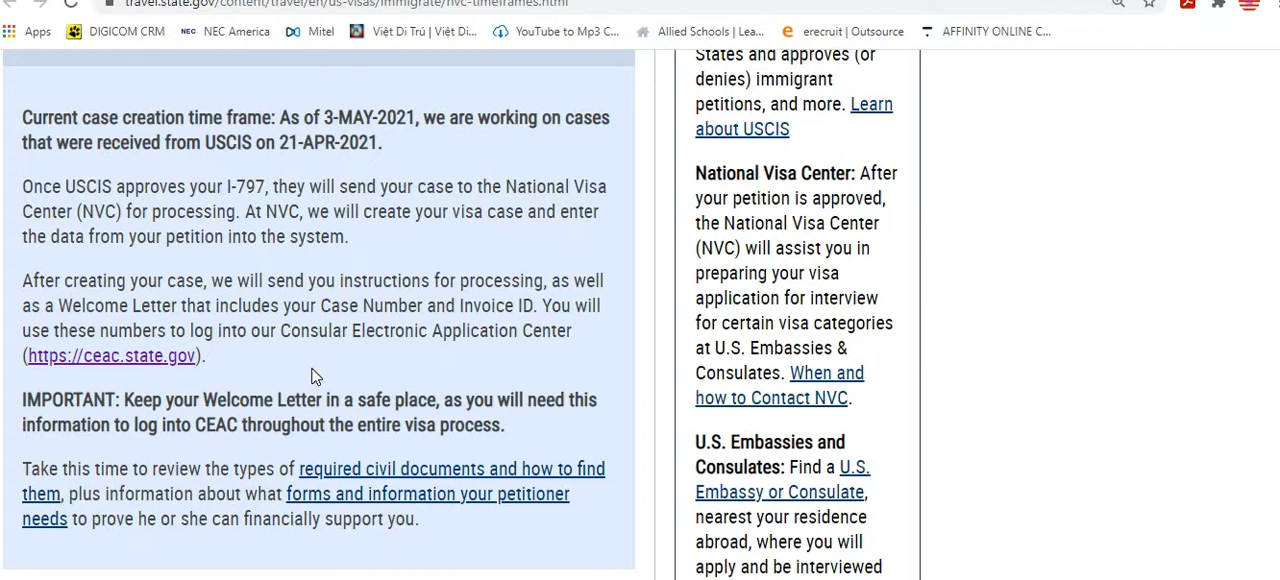 travel.state.gov/content/travel/en/us-visas/immigrate/nvc-timeframes.html
Apps DIGICOM CRM NEC NEC America Mitel Việt Di Trú | Việt Di... YouTube to Mp3 C... Allied Schools | Lea... erecruit | Outsource AFFINITY ONLINE C...
Current case creation time frame: As of 3-MAY-2021, we are working on cases
that were received from USCIS on 21-APR-2021.
Once USCIS approves your I-797, they will send your case to the National Visa
Center (NVC) for processing. At NVC, we will create your visa case and enter
the data from your petition into the system.
After creating your case, we will send you instructions for processing, as well
as a Welcome Letter that includes your Case Number and Invoice ID. You will
use these numbers to log into our Consular Electronic Application Center
(https://ceac.state.gov).
IMPORTANT: Keep your Welcome Letter in a safe place, as you will need this
information to log into CEAC throughout the entire visa process.
Take this time to review the types of required civil documents and how to find
them, plus information about what forms and information your petitioner
needs to prove he or she can financially support you.
States and approves (or
denies) immigrant
petitions, and more. Learn
about USCIS
National Visa Center: After
your petition is approved,
the National Visa Center
(NVC) will assist you in
preparing your visa
application for interview
for certain visa categories
at U.S. Embassies &
Consulates. When and
how to Contact NVC.
U.S. Embassies and
Consulates: Find a U.S.
Embassy or Consulate,
nearest your residence
abroad, where you will
apply and be interviewed